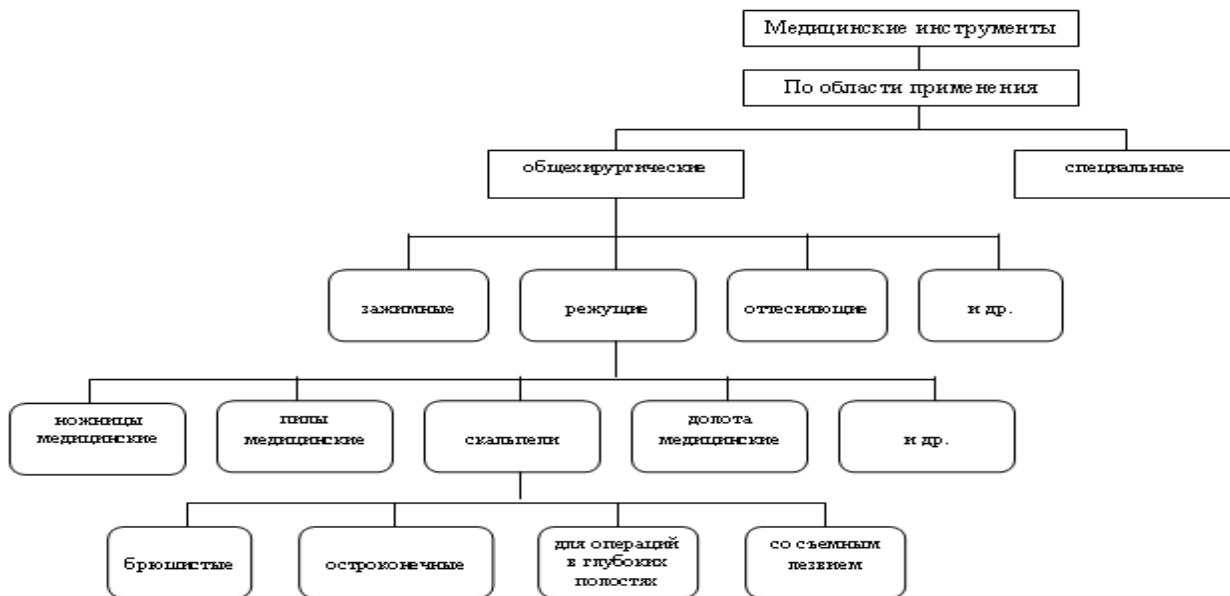 Медицинские инструменты
По области применения
общехирургические
специальные
зажимные
режущие
оттесняющие
и др.
ножницы
медицинские
пилы
медицинские
скальпели
долота
медицинские
и др.
брюшистые
остроконечные
для операций
в глубоких
полостях
со съемным
лезвием